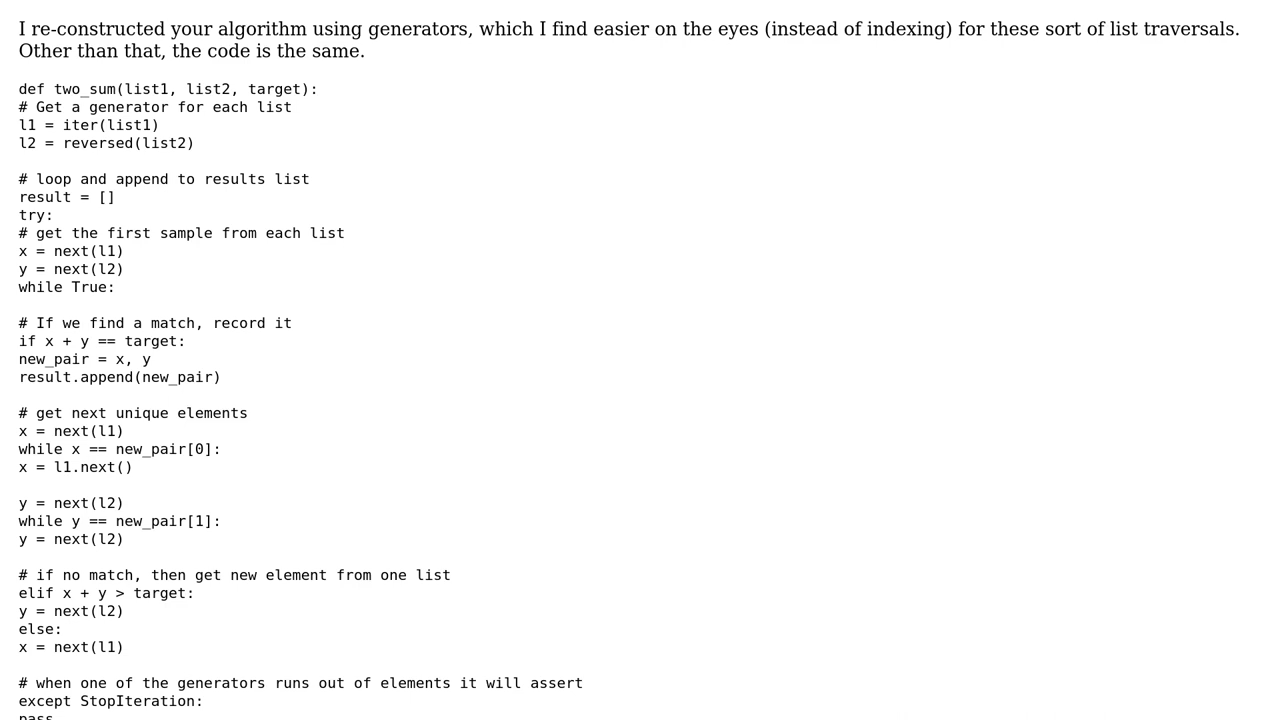 I re-constructed your algorithm using generators, which I find easier on the eyes (instead of indexing) for these sort of list traversals.
Other than that, the code is the same.
def two_sum(list1, list2, target):
# Get a generator for each list
l1 = iter(list1)
l2 = reversed(list2)
# loop and append to results list
result = []
try:
# get the first sample from each list
x = next(l1)
y = next(l2)
while True:
# If we find a match, record it
if x + y == target:
new_pair = x, y
result.append(new_pair)
# get next unique elements
x = next(l1)
while x == new_pair[0]:
x = l1.next()
y = next(l2)
while y == new_pair[1]:
y = next(l2)
# if no match, then get new element from one list
elif x + y > target:
y = next(l2)
else:
x = next(l1)
# when one of the generators runs out of elements it will assert
except StopIteration:
pass